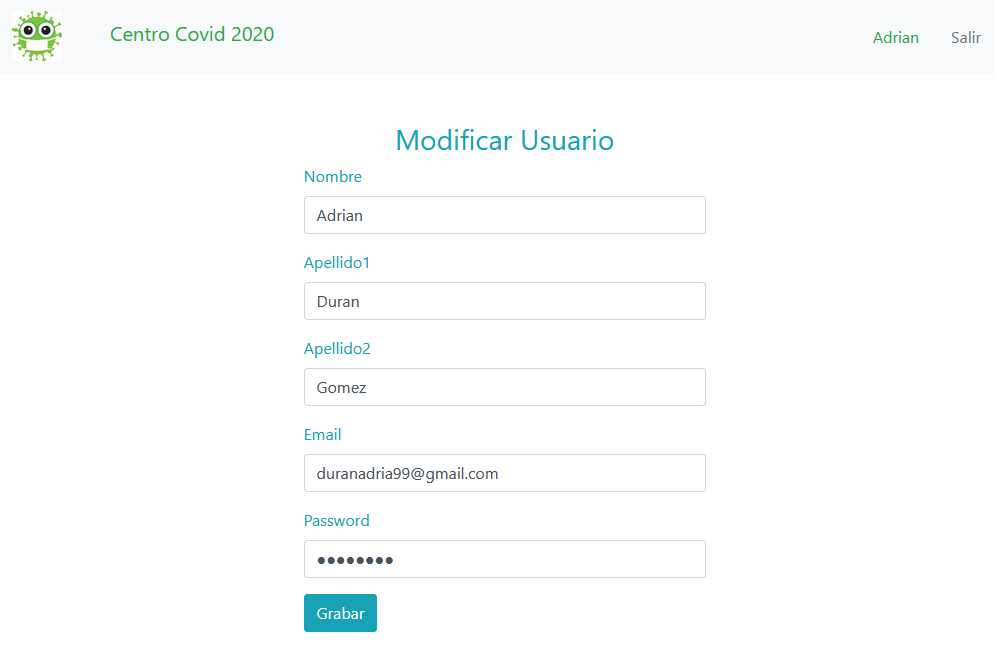 Centro Covid 2020
Adrian
Salir
Modificar Usuario
Nombre
Adrian
Apellido1
Duran
Apellido2
Gomez
Email
duranadria99@gmail.com
Password
●●●●●●●●
Grabar